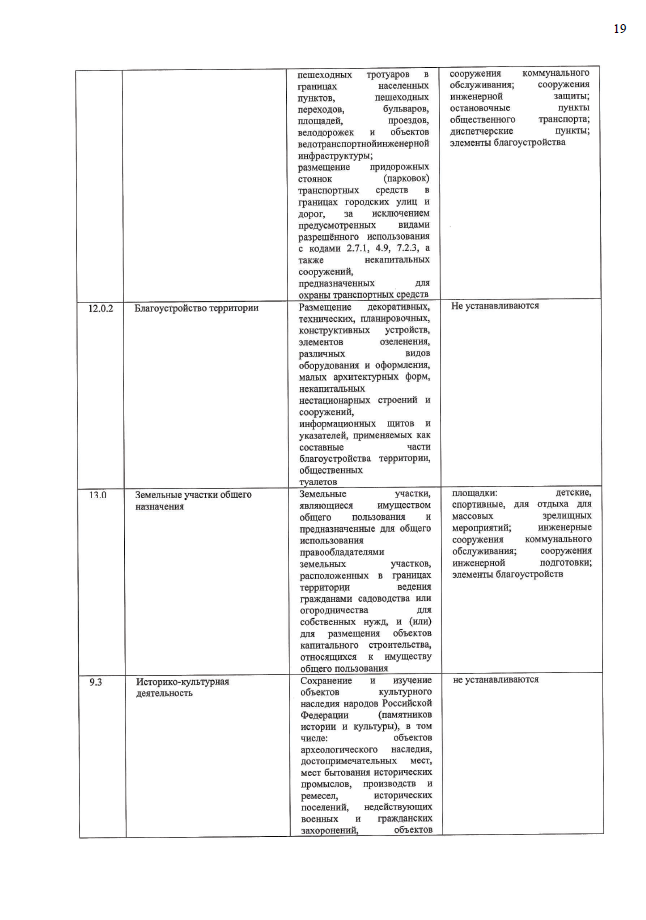 19
пешеходных тротуаров в
границах населенных
пунктов, пешеходных
переходов, бульваров,
площадей, проездов,
велодорожек и объектов
велотранспортнойинженерной
инфраструктуры;
размещение придорожных
стоянок (парковок)
транспортных средств в
границах городских улиц и
дорог, за исключением
предусмотренных видами
разрешённого использования
с кодами 2.7.1, 4.9, 7.2.3, а
также некапитальных
сооружений,
предназначенных для
охраны транспортных средств
сооружения коммунального
обслуживания; сооружения
инженерной защиты;
остановочные пункты
общественного транспорта;
диспетчерские пункты;
элементы благоустройства
12.0.2
Благоустройство территории
Размещение декоративных,
технических, планировочных,
конструктивных устройств,
элементов озеленения,
различных видов
оборудования и оформления,
малых архитектурных форм,
некапитальных
нестационарных строений и
сооружений,
информационных щитов и
указателей, применяемых как
составные части
благоустройства территории,
общественных
туалетов
Не устанавливаются
13.0
Земельные участки общего
назначения
Земельные участки,
являющиеся имуществом
общего пользования и
предназначенные для общего
использования
правообладателями
земельных участков,
расположенных в границах
территории ведения
гражданами садоводства или
огородничества для
собственных нужд, и (или)
для размещения объектов
капитального строительства,
относящихся к имуществу
общего пользования
площадки: детские,
спортивные, для отдыха для
массовых зрелищных
мероприятий; инженерные
сооружения коммунального
обслуживания; сооружения
инженерной подготовки;
элементы благоустройств
9.3
Историко-культурная
деятельность
Сохранение и изучение
объектов культурного
наследия народов Российской
Федерации (памятников
истории и культуры), в том
числе: объектов
археологического наследия,
достопримечательных мест,
мест бытования исторических
промыслов, производств и
ремесел, исторических
поселений, недействующих
военных и гражданских
захоронений, объектов
не устанавливаются